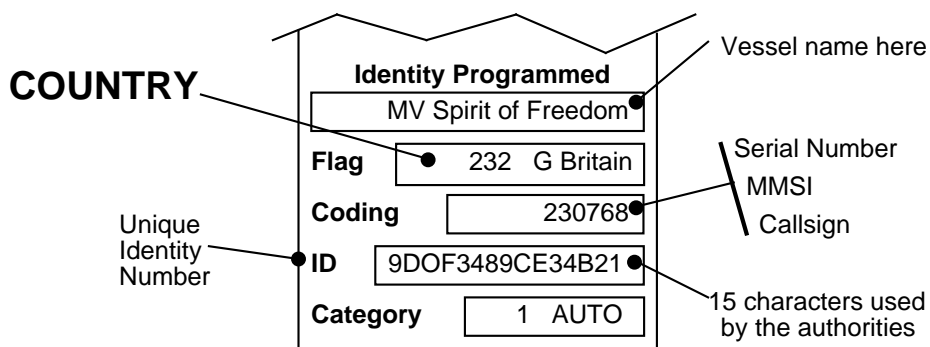 Vessel name here
Identity Programmed
COUNTRY
MV Spirit of Freedom
Flag 232 G Britain
Serial Number
MMSI
Callsign
Coding 230768
Unique
Identity
Number
ID 9DOF3489CE34B21
15 characters used
by the authorities
Category 1 AUTO